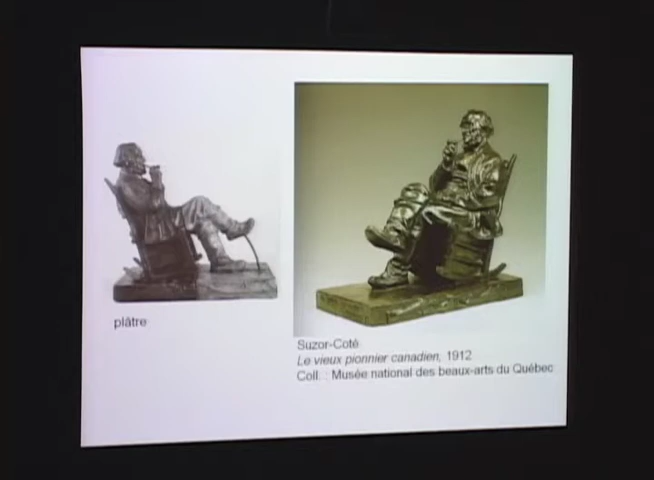 plâtre
Suzor-Coté
Le vieux pionnier canadien, 1912
Coll. : Musée national des beaux-arts du Québec